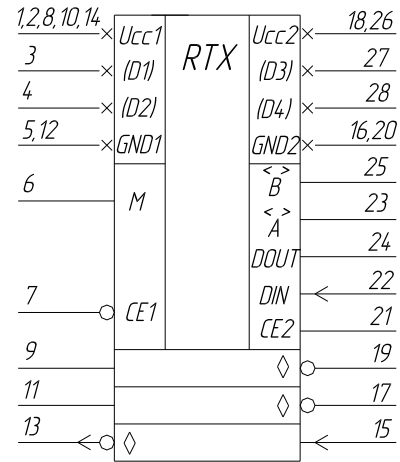 1,2,8,10,14 Ucc1 RTX Ucc2 18,26
3 (D1) (D3) 27
4 (D2) (D4) 28
5,12 GND1 GND2 16,20
B 25
6 M
A 23
DOUT 24
DIN 22
7 CE1
CE2 21
9 19
11 17
13 15